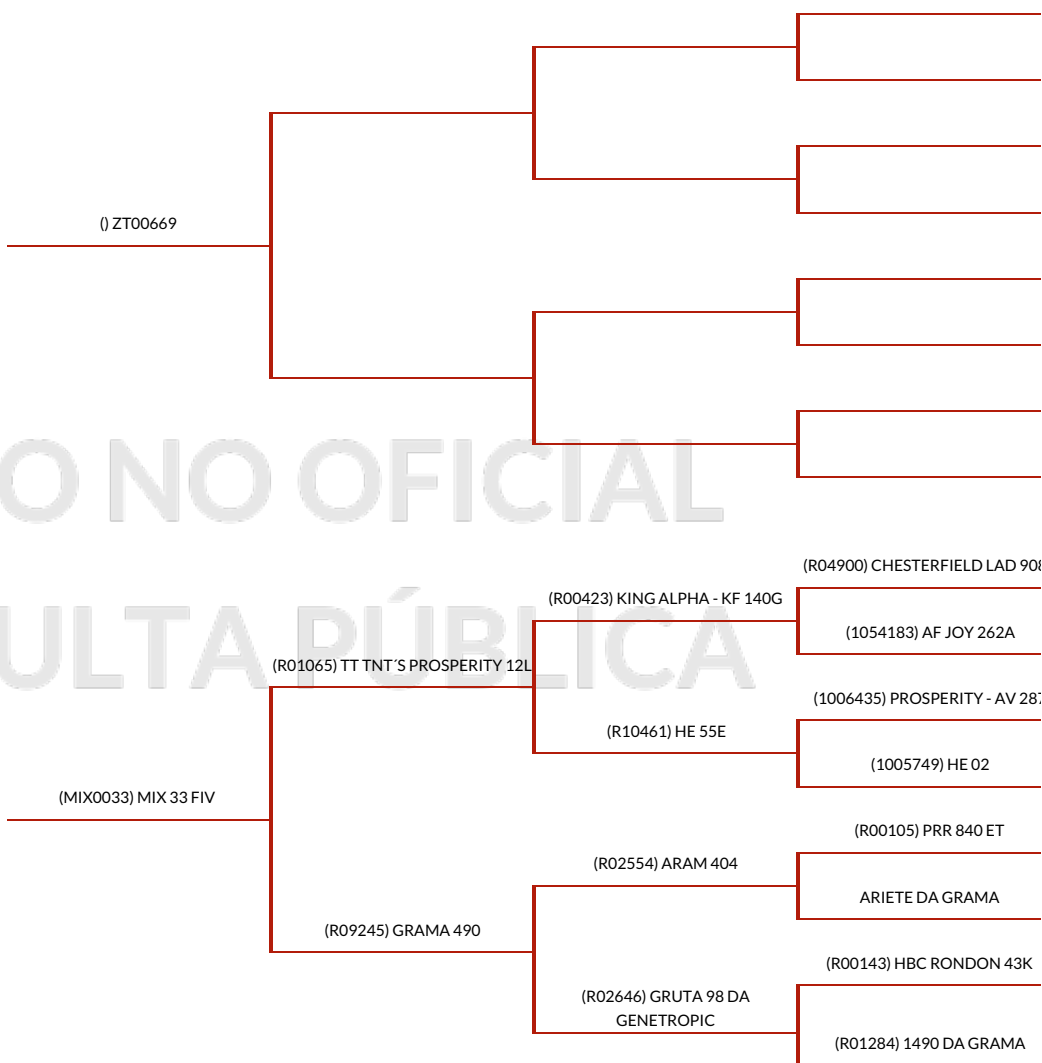 () ZT00669
O NO OFICIAL
(R04900) CHESTERFIELD LAD 908
(R00423) KING ALPHA - KF 140G
ULTA PÚBLICA
(1054183) AF JOY 262A
(R01065) TT TNT´S PROSPERITY 12L
(1006435) PROSPERITY - AV 287
(R10461) HE 55E
(1005749) HE 02
(MIX0033) MIX 33 FIV
(R00105) PRR 840 ET
(R02554) ARAM 404
ARIETE DA GRAMA
(R09245) GRAMA 490
(R00143) HBC RONDON 43K
(R02646) GRUTA 98 DA
GENETROPIC
(R01284) 1490 DA GRAMA